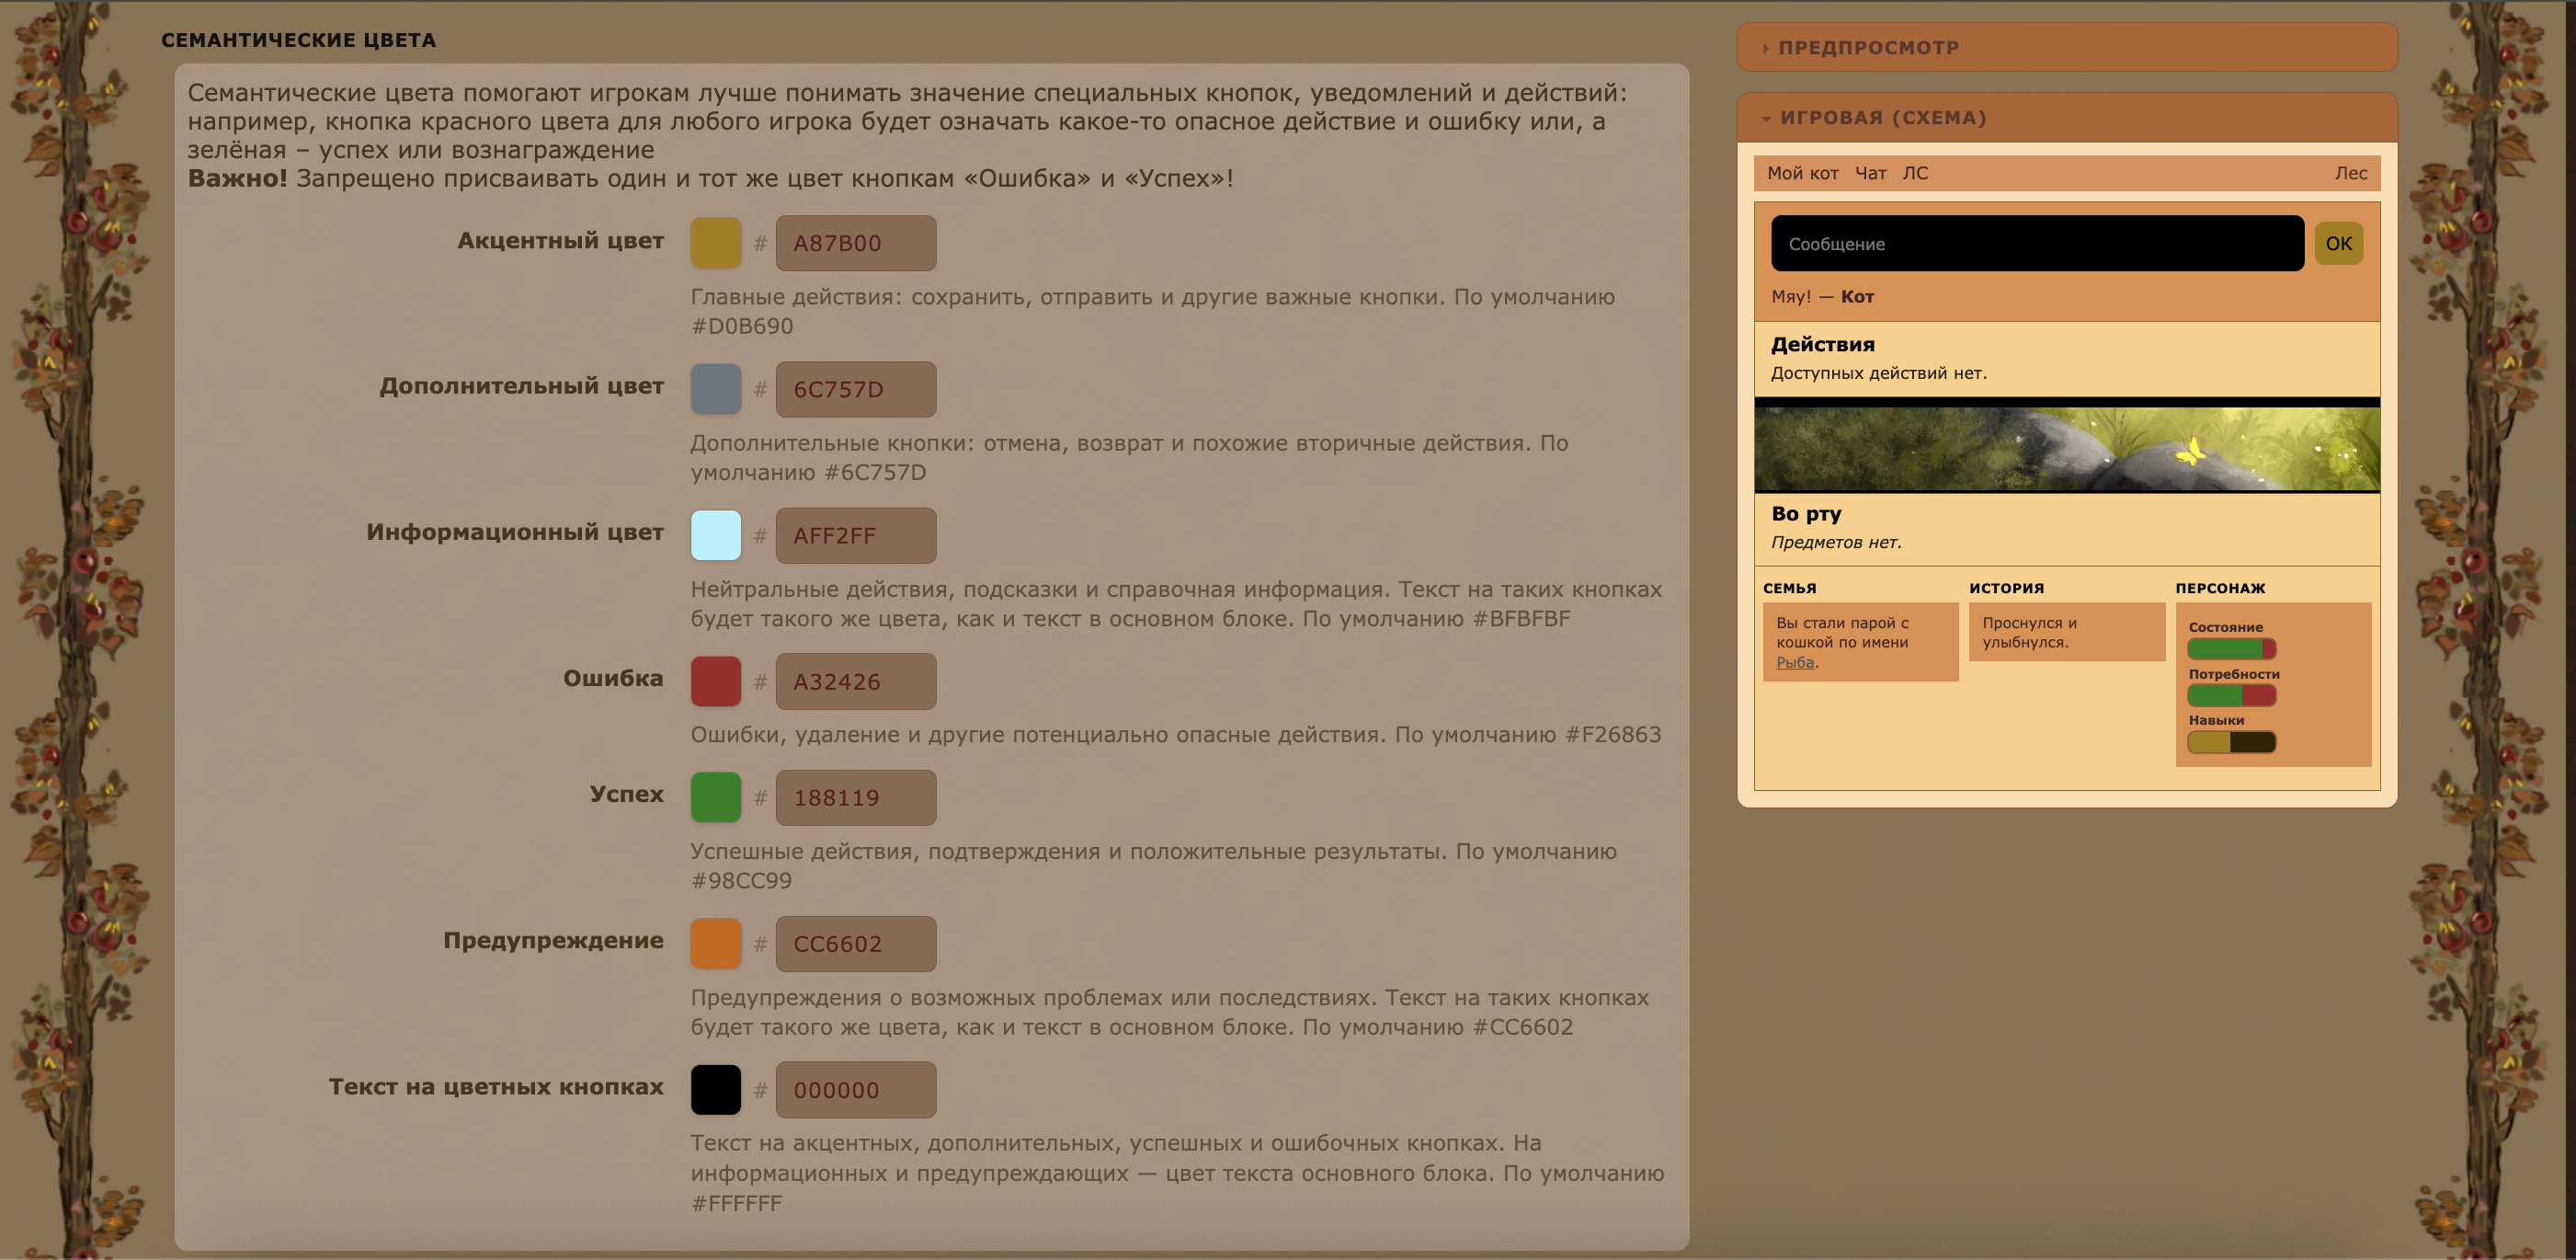 СЕМАНТИЧЕСКИЕ ЦВЕТА
Семантические цвета помогают игрокам лучше понимать значение специальных кнопок, уведомлений и действий:
например, кнопка красного цвета для любого игрока будет означать какое-то опасное действие и ошибку или, а
зелёная – успех или вознаграждение
Важно! Запрещено присваивать один и тот же цвет кнопкам «Ошибка» и «Успех»!
Акцентный цвет # A87B00
Главные действия: сохранить, отправить и другие важные кнопки. По умолчанию
#D0B690
Дополнительный цвет # 6C757D
Дополнительные кнопки: отмена, возврат и похожие вторичные действия. По
умолчанию #6C757D
Информационный цвет # AFF2FF
Нейтральные действия, подсказки и справочная информация. Текст на таких кнопках
будет такого же цвета, как и текст в основном блоке. По умолчанию #BFBFBF
Ошибка # A32426
Ошибки, удаление и другие потенциально опасные действия. По умолчанию #F26863
Успех # 188119
Успешные действия, подтверждения и положительные результаты. По умолчанию
#98CC99
Предупреждение # CC6602
Предупреждения о возможных проблемах или последствиях. Текст на таких кнопках
будет такого же цвета, как и текст в основном блоке. По умолчанию #CC6602
Текст на цветных кнопках # 000000
Текст на акцентных, дополнительных, успешных и ошибочных кнопках. На
информационных и предупреждающих — цвет текста основного блока. По умолчанию
#FFFFFF
ПРЕДПРОСМОТР
ИГРОВАЯ (СХЕМА)
Мой кот Чат ЛС Лес
Сообщение ОК
Мяу! — Кот
Действия
Доступных действий нет.
Во рту
Предметов нет.
СЕМЬЯ
Вы стали парой с
кошкой по имени
Рыба.
ИСТОРИЯ
Проснулся и
улыбнулся.
ПЕРСОНАЖ
Состояние
Потребности
Навыки